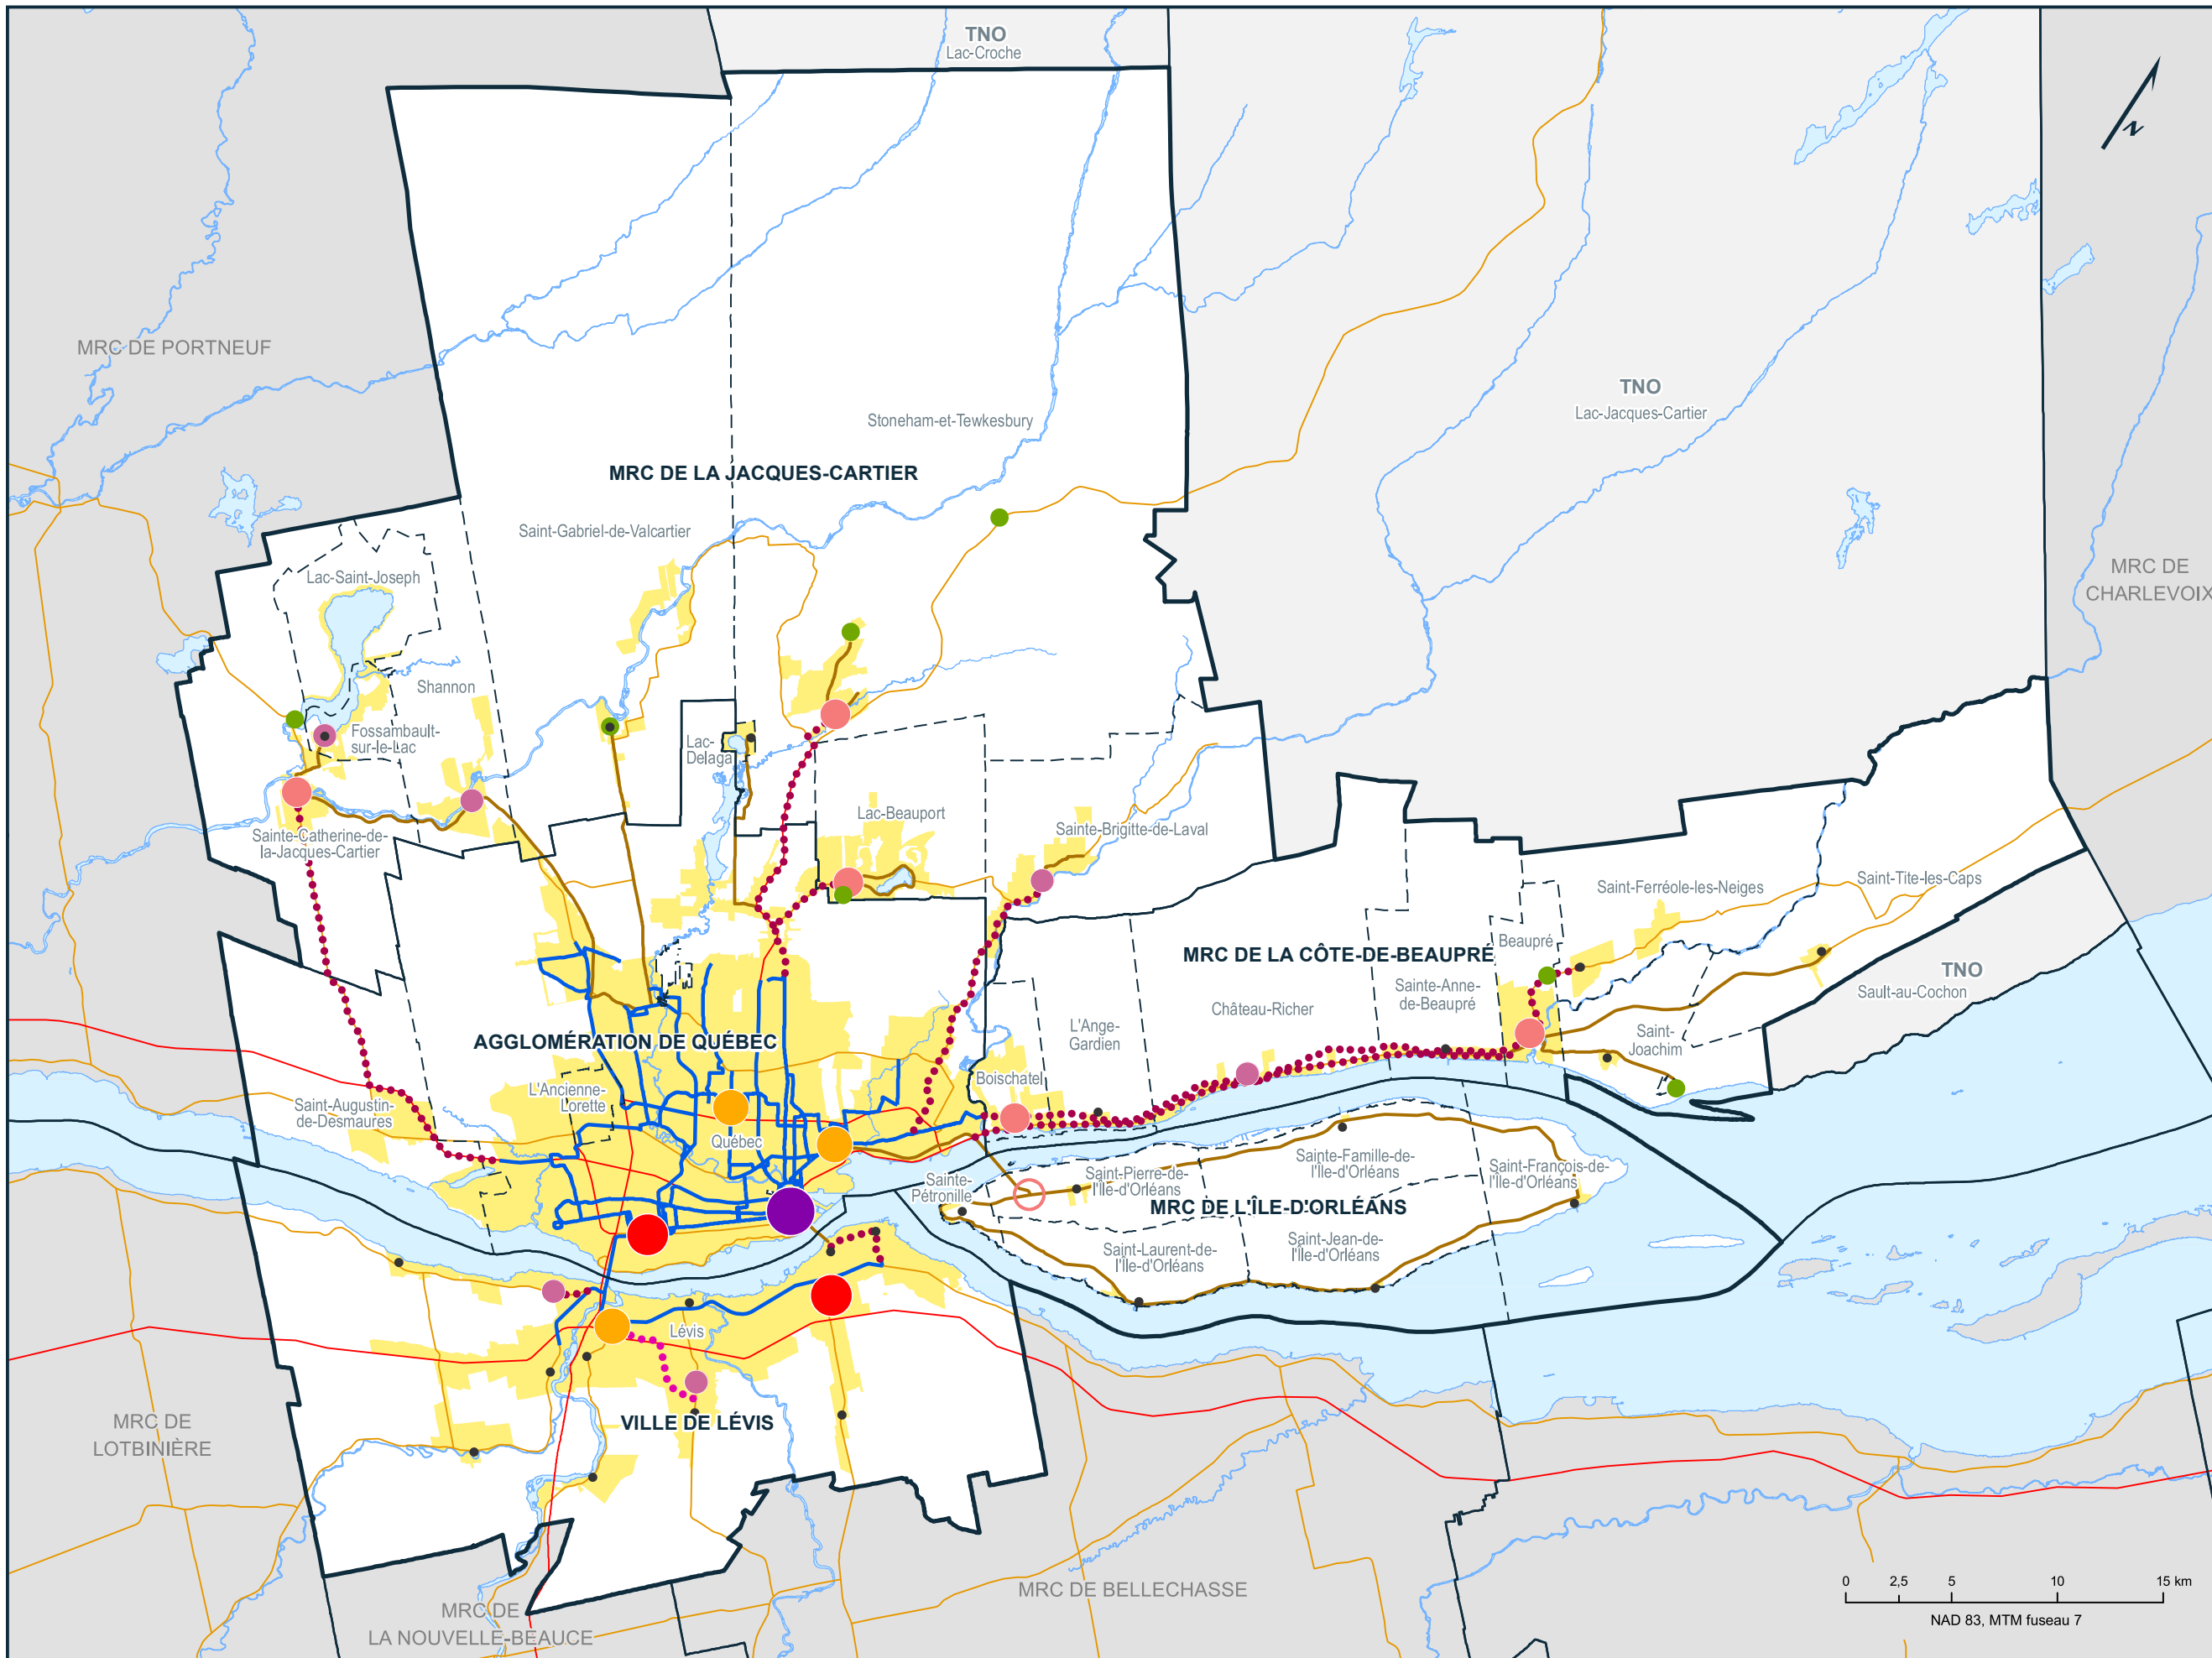 TNO
Lac-Croche
N
MRC DE PORTNEUF
TNO
Lac-Jacques-Cartier
Stoneham-et-Tewkesbury
MRC DE LA JACQUES-CARTIER
Saint-Gabriel-de-Valcartier
MRC DE
CHARLEVOIX
Lac-Saint-Joseph
Shannon
Fossambault-
sur-le-Lac
Lac-
Delage
Lac-Beauport
Sainte-Catherine-de-
la-Jacques-Cartier
Sainte-Brigitte-de-Laval
Saint-Ferréole-les-Neiges
Saint-Tite-les-Caps
Beaupré
MRC DE LA CÔTE-DE-BEAUPRÉ
TNO
Sault-au-Cochon
Sainte-Anne-
de-Beaupré
Château-Richer
L'Ange-
Gardien
Saint-
Joachim
AGGLOMÉRATION DE QUÉBEC
Boischatel
L'Ancienne-
Lorette
Saint-Augustin-
de-Desmaures
Québec
Sainte-
Pétronille
Saint-Pierre-de-
l'Île-d'Orléans
Sainte-Famille-de-
l'Île-d'Orléans
Saint-François-de-
l'Île-d'Orléans
MRC DE L'ÎLE-D'ORLÉANS
Saint-Laurent-de-
l'Île-d'Orléans
Saint-Jean-de-
l'Île-d'Orléans
Lévis
VILLE DE LÉVIS
MRC DE
LOTBINIÈRE
MRC DE BELLECHASSE
MRC DE
LA NOUVELLE-BEAUCE
0 2,5 5 10 15 km
NAD 83, MTM fuseau 7